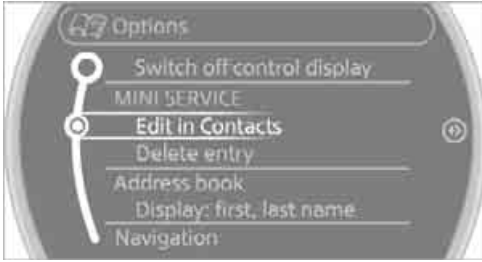 Options
Switch off control display
MINI SERVICE
Edit in Contacts
Delete entry
Address book
Display: first, last name
Navigation